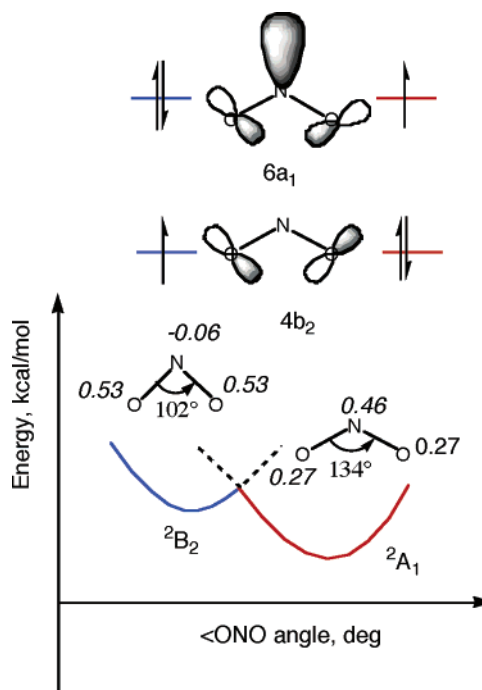 N
O O
6a₁
N
O O
4b₂
Energy, kcal/mol
-0.06
N
0.53 0.53
O 102° O
0.46
N
O O
0.27 134° 0.27
²B₂
²A₁
<ONO angle, deg